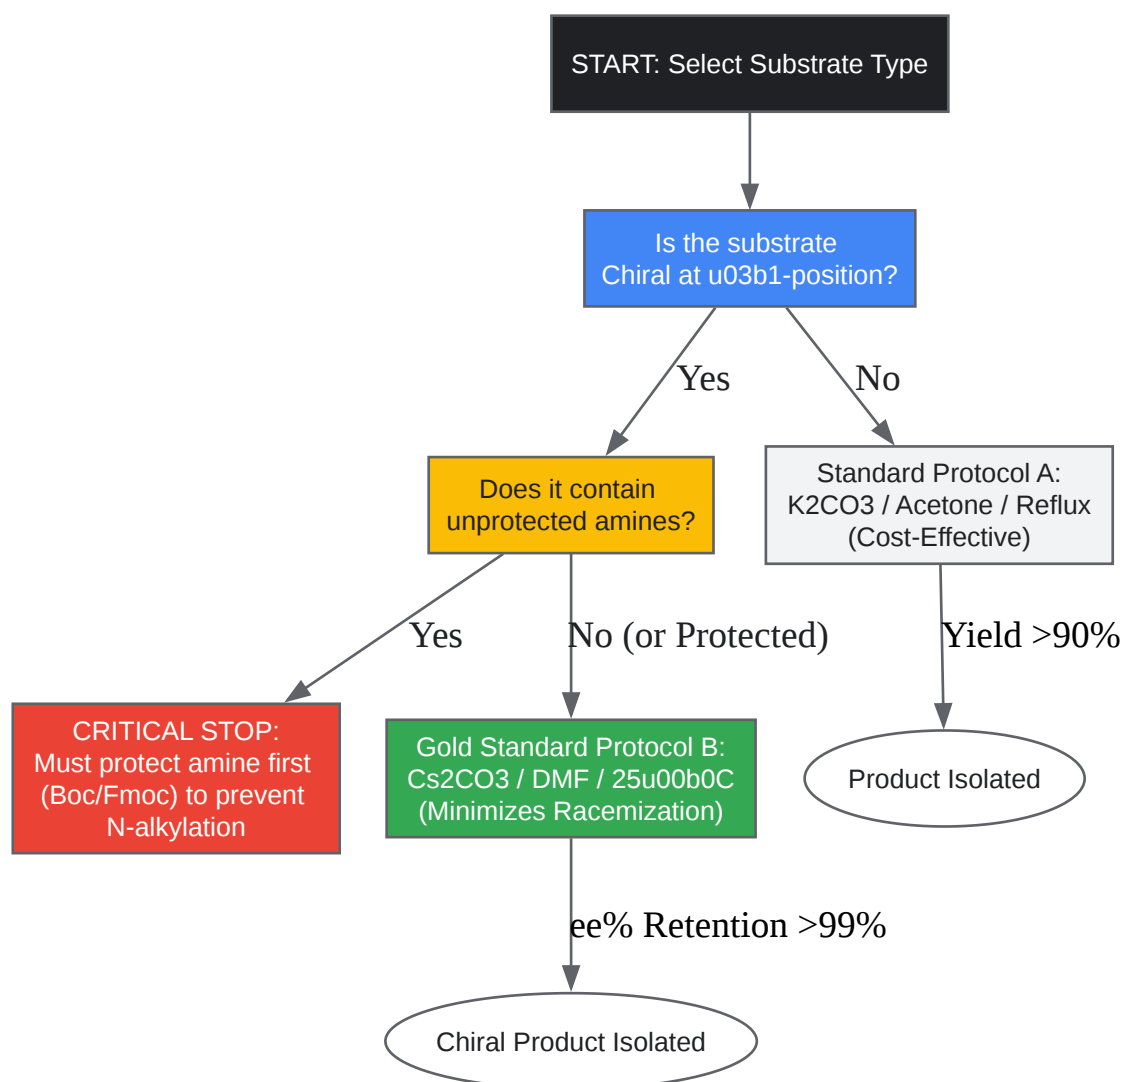 START: Select Substrate Type
Is the substrate
Chiral at u03b1-position?
Yes
No
Does it contain
unprotected amines?
Standard Protocol A:
K2CO3 / Acetone / Reflux
(Cost-Effective)
Yes
No (or Protected)
Yield >90%
CRITICAL STOP:
Must protect amine first
(Boc/Fmoc) to prevent
N-alkylation
Gold Standard Protocol B:
Cs2CO3 / DMF / 25u00b0C
(Minimizes Racemization)
Product Isolated
ee% Retention >99%
Chiral Product Isolated